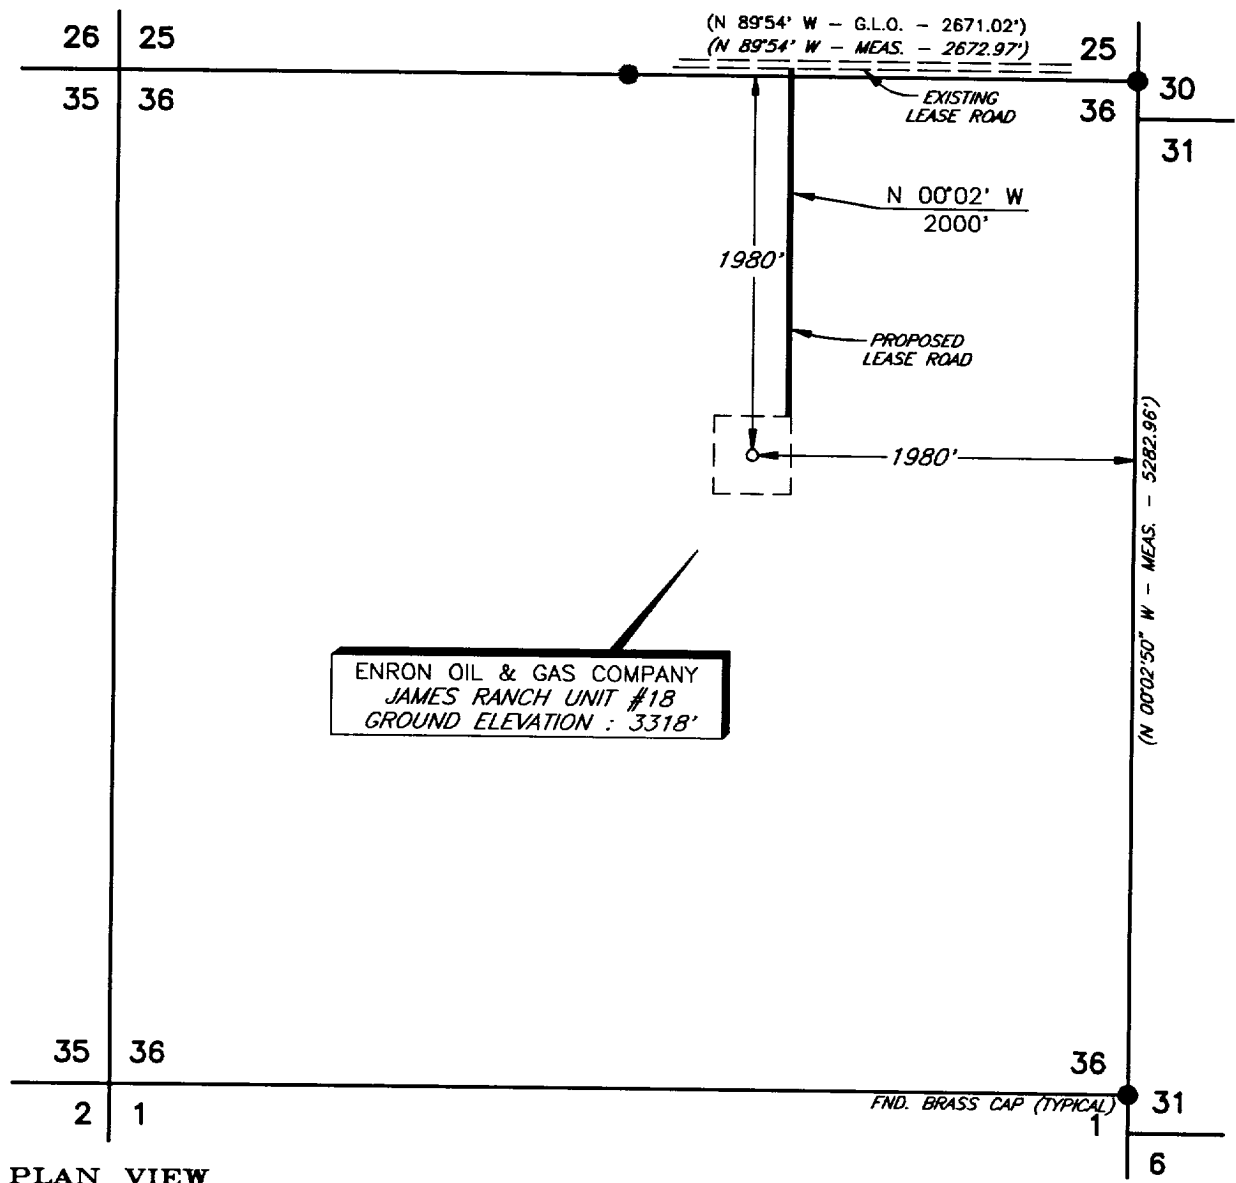 (N 89°54' W - G.L.O. - 2671.02')
(N 89°54' W - MEAS. - 2672.97')
26 25
25
35 36
36
30
31
EXISTING
LEASE ROAD
N 00°02' W
2000'
1980'
PROPOSED
LEASE ROAD
1980'
(N 00°02'50" W - MEAS. - 5282.96')
ENRON OIL & GAS COMPANY
JAMES RANCH UNIT #18
GROUND ELEVATION : 3318'
35 36
36
31
2 1
FND. BRASS CAP (TYPICAL)
1
6
PLAN VIEW